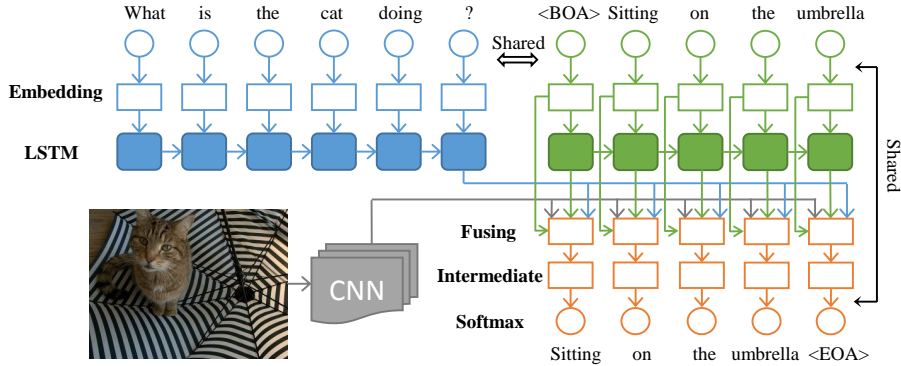 What is the cat doing ?
<BOA> Sitting on the umbrella
Shared
Embedding
LSTM
Shared
Fusing
Intermediate
CNN
Softmax
Sitting on the umbrella <EOA>